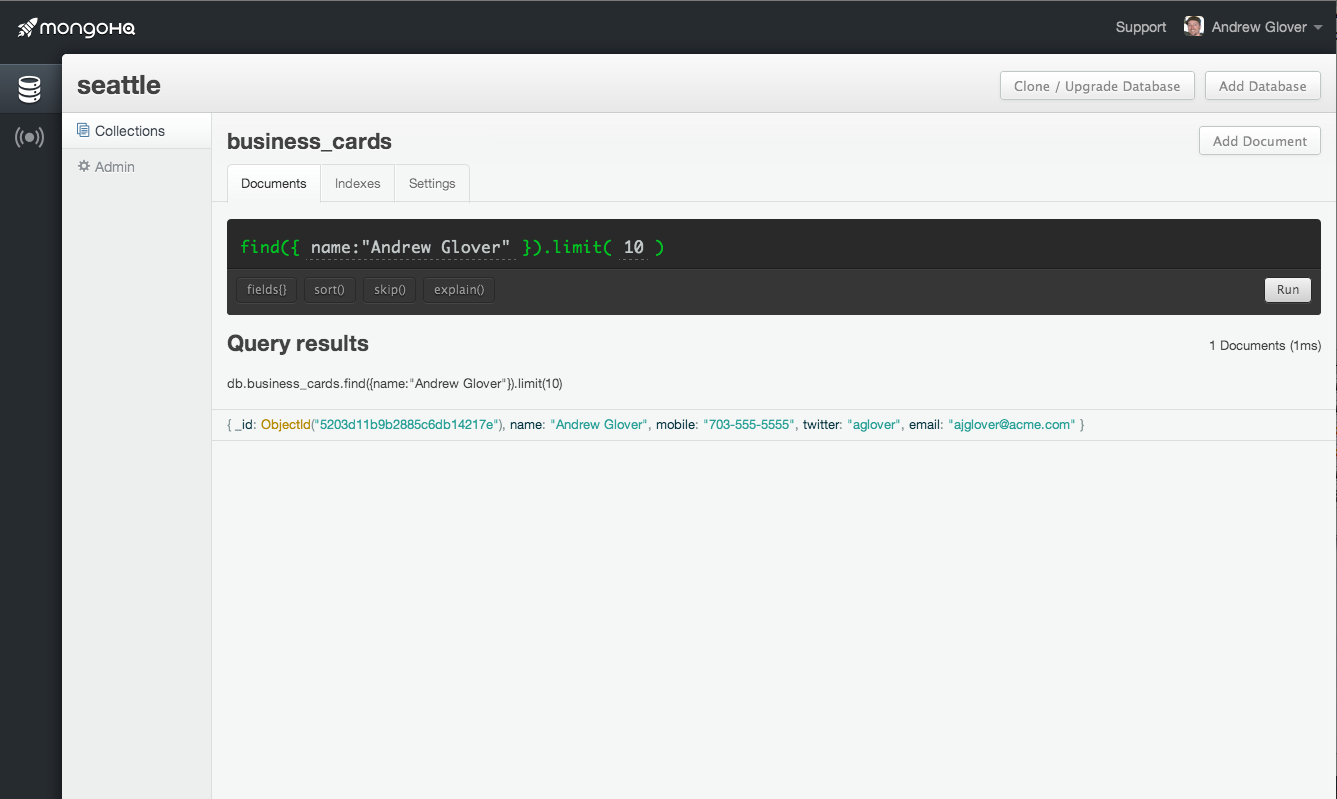 mongoHQ
Support Andrew Glover
seattle
Clone / Upgrade Database Add Database
Collections
Admin
business_cards
Add Document
Documents Indexes Settings
find({ name:"Andrew Glover" }).limit( 10 )
fields{} sort() skip() explain() Run
Query results
1 Documents (1ms)
db.business_cards.find({name:"Andrew Glover"}).limit(10)
{ _id: ObjectId("5203d11b9b2885c6db14217e"), name: "Andrew Glover", mobile: "703-555-5555", twitter: "aglover", email: "ajglover@acme.com" }